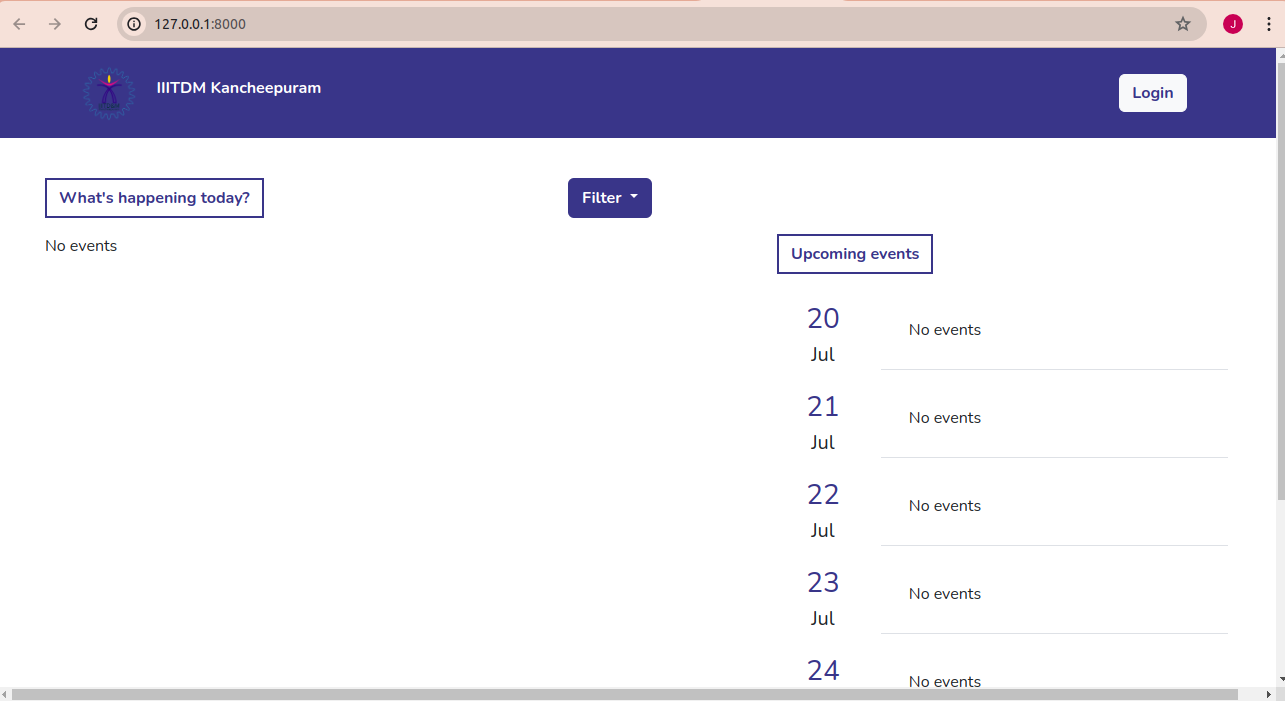 127.0.0.1:8000
J
IIITDM Kancheepuram
Login
What's happening today?
Filter
No events
Upcoming events
20
Jul
No events
21
Jul
No events
22
Jul
No events
23
Jul
No events
24
No events